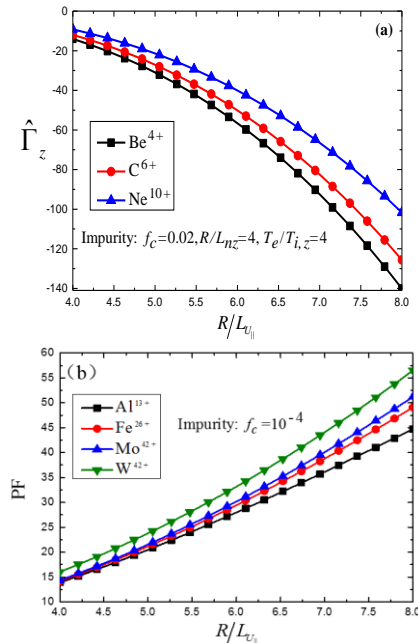 (a)
0
-20
-40
-60
-80
-100
-120
-140
Γ̂z
Be4+
C6+
Ne10+
Impurity: fc=0.02, R/Lnz=4, Te/Ti,z=4
4.0 4.5 5.0 5.5 6.0 6.5 7.0 7.5 8.0
R/LU∥
(b)
60
55
50
45
40
35
30
25
20
15
10
PF
Al13+
Fe26+
Mo42+
W42+
Impurity: fc=10-4
4.0 4.5 5.0 5.5 6.0 6.5 7.0 7.5 8.0
R/LU∥